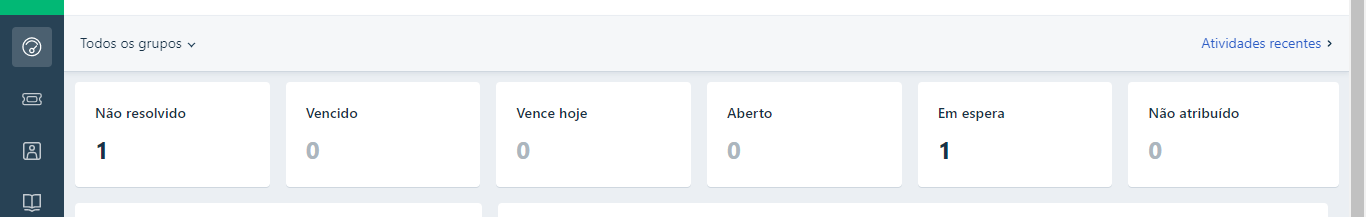 Todos os grupos
Atividades recentes
Não resolvido
1
Vencido
0
Vence hoje
0
Aberto
0
Em espera
1
Não atribuído
0